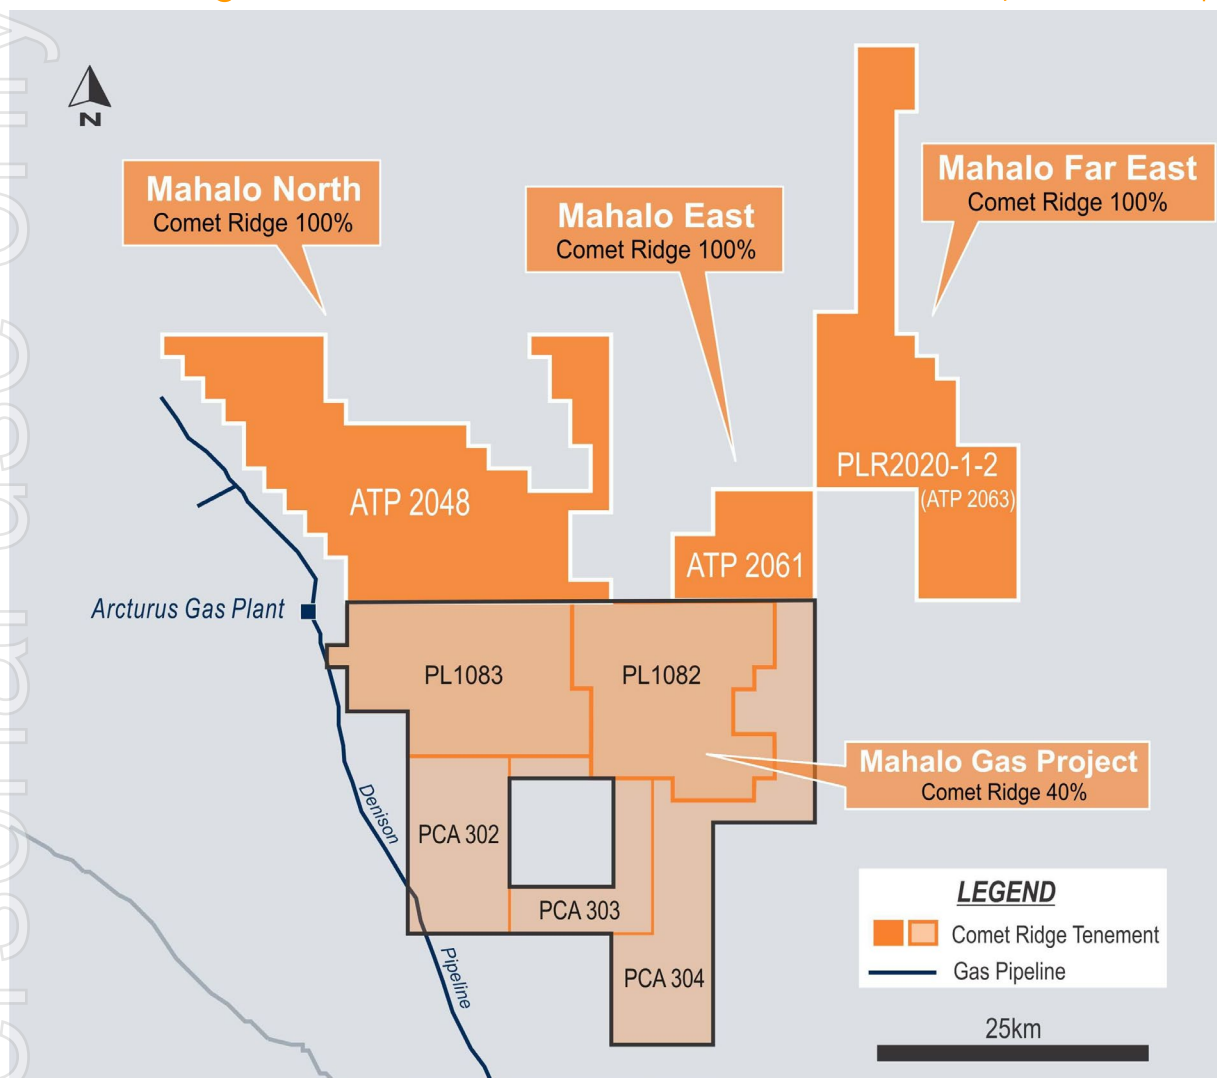 N
Mahalo North
Comet Ridge 100%
Mahalo East
Comet Ridge 100%
Mahalo Far East
Comet Ridge 100%
ATP 2048
PLR2020-1-2
(ATP 2063)
ATP 2061
Arcturus Gas Plant
PL1083
PL1082
Mahalo Gas Project
Comet Ridge 40%
Denison
Pipeline
PCA 302
PCA 303
PCA 304
LEGEND
Comet Ridge Tenement
Gas Pipeline
25km